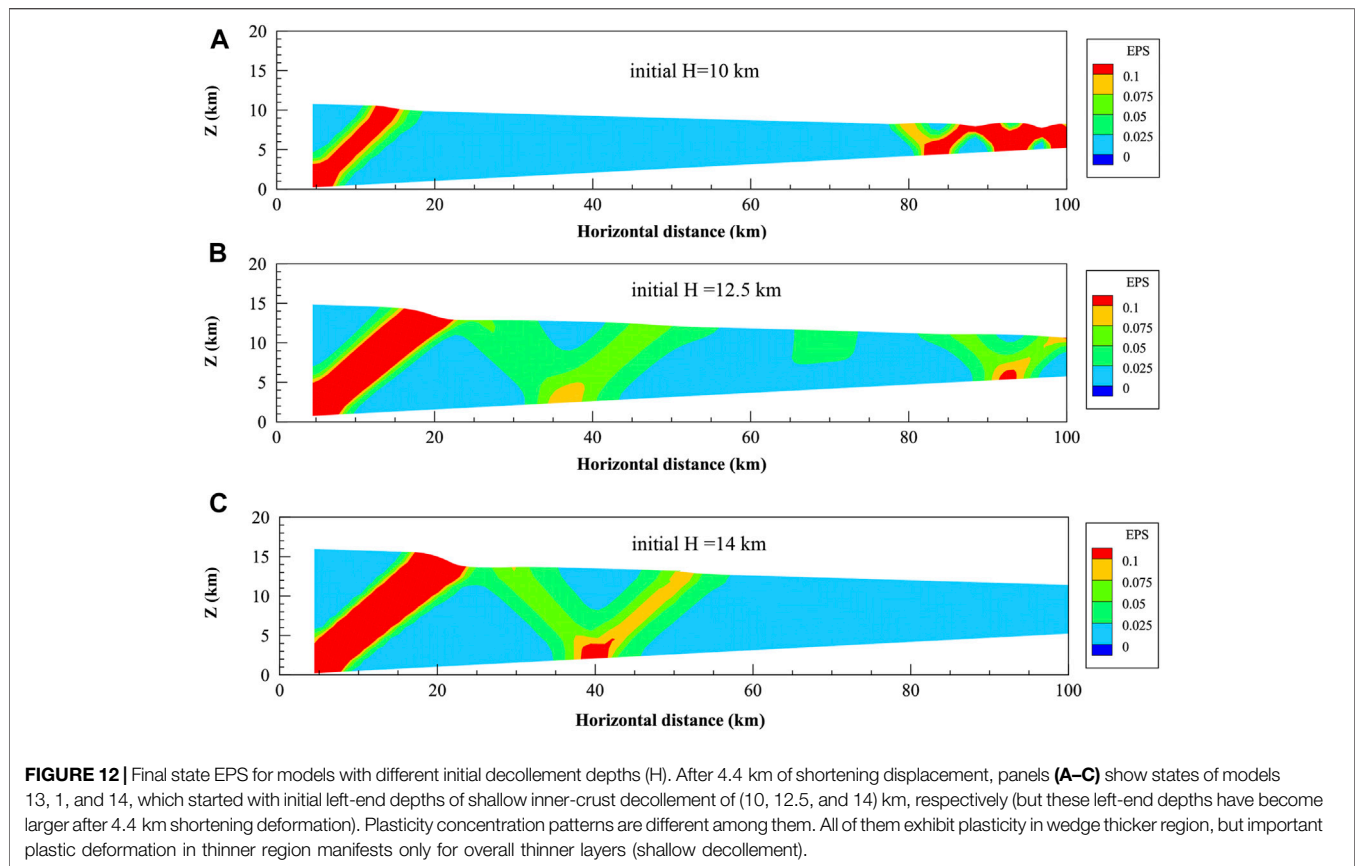 A
20
15
10
5
0
Z (km)
initial H=10 km
0
20
40
60
80
100
Horizontal distance (km)
EPS
0.1
0.075
0.05
0.025
0
B
20
15
10
5
0
Z (km)
initial H =12.5 km
0
20
40
60
80
100
Horizontal distance (km)
EPS
0.1
0.075
0.05
0.025
0
C
20
15
10
5
0
Z (km)
initial H =14 km
0
20
40
60
80
100
Horizontal distance (km)
EPS
0.1
0.075
0.05
0.025
0
FIGURE 12 | Final state EPS for models with different initial decollement depths (H). After 4.4 km of shortening displacement, panels (A–C) show states of models
13, 1, and 14, which started with initial left-end depths of shallow inner-crust decollement of (10, 12.5, and 14) km, respectively (but these left-end depths have become
larger after 4.4 km shortening deformation). Plasticity concentration patterns are different among them. All of them exhibit plasticity in wedge thicker region, but important
plastic deformation in thinner region manifests only for overall thinner layers (shallow decollement).